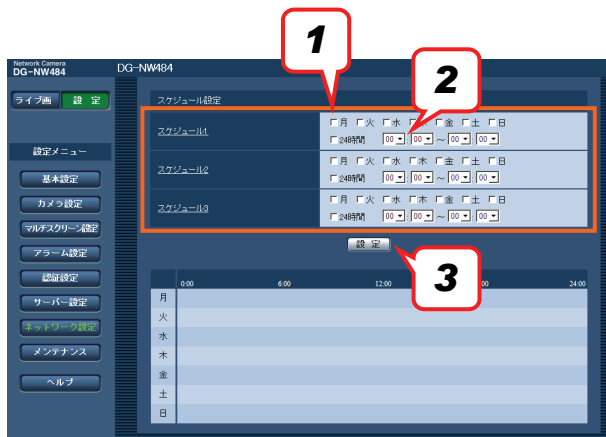 1
2
Network Camera
DG-NW484
DG-NW484
ライブ画 設 定
スケジュール設定
スケジュール1
月 火 水 木 金 土 日
24時間 00 : 00 ～ 00 : 00
設定メニュー
スケジュール2
月 火 水 木 金 土 日
24時間 00 : 00 ～ 00 : 00
基本設定
カメラ設定
スケジュール3
月 火 水 木 金 土 日
24時間 00 : 00 ～ 00 : 00
マルチスクリーン設定
設 定
アラーム設定
3
認証設定
0:00 6:00 12:00 24:00
サーバー設定
月
火
ネットワーク設定
水
メンテナンス
木
金
ヘルプ
土
日